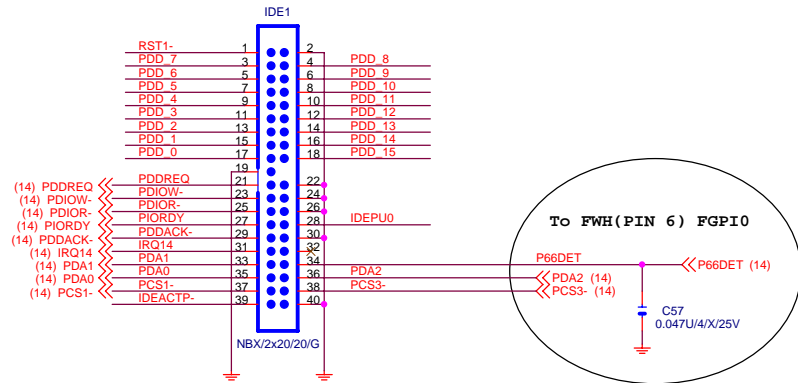 IDE1
RST1- 1 2
PDD_7 3 4 PDD_8
PDD_6 5 6 PDD_9
PDD_5 7 8 PDD_10
PDD_4 9 10 PDD_11
PDD_3 11 12 PDD_12
PDD_2 13 14 PDD_13
PDD_1 15 16 PDD_14
PDD_0 17 18 PDD_15
19
(14) PDDREQ PDDREQ 21 22
(14) PDIOW- PDIOW- 23 24
(14) PDIOR- PDIOR- 25 26
(14) PIORDY PIORDY 27 28 IDEPU0
(14) PDDACK- PDDACK- 29 30
(14) IRQ14 IRQ14 31 32
(14) PDA1 PDA1 33 34 P66DET P66DET (14)
(14) PDA0 PDA0 35 36 PDA2 PDA2 (14)
(14) PCS1- PCS1- 37 38 PCS3- PCS3- (14)
IDEACTP- 39 40
NBX/2x20/20/G
To FWH(PIN 6) FGPI0
C57
0.047U/4/X/25V